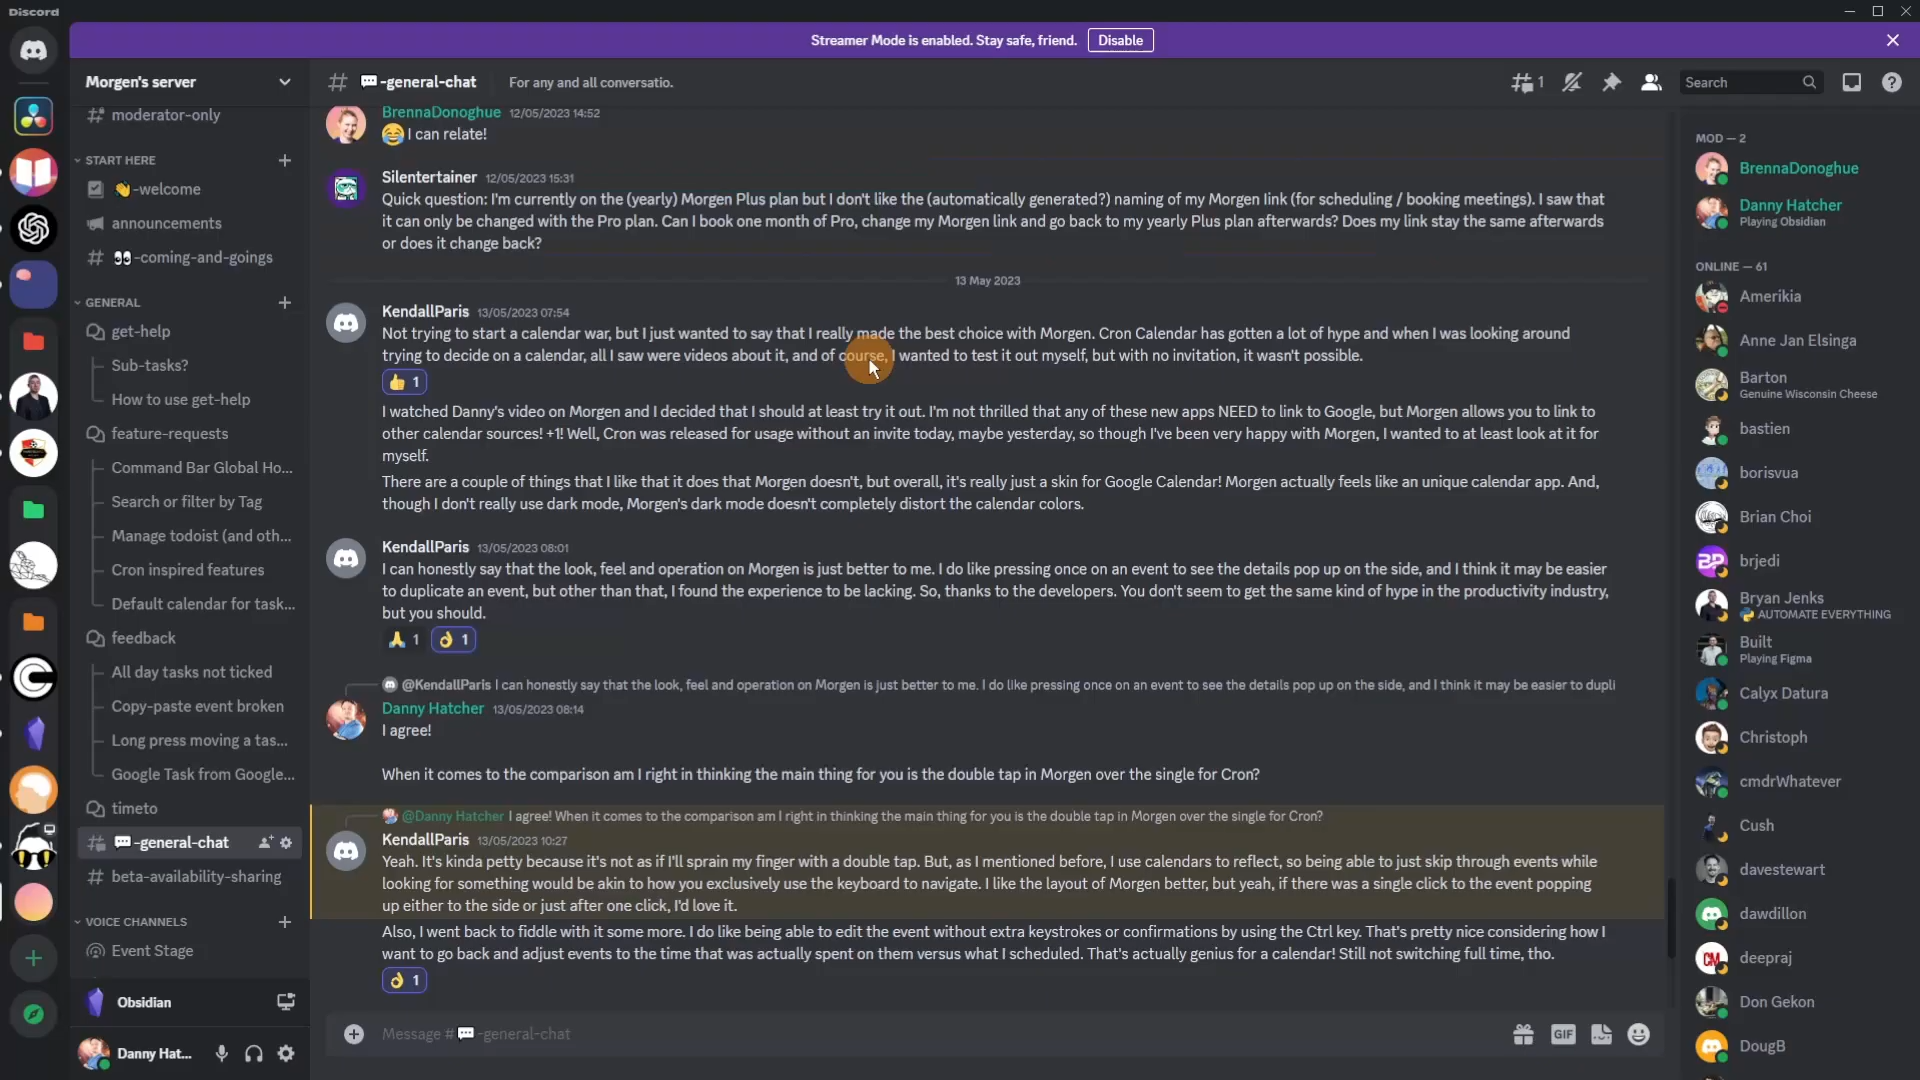 Discord
Streamer Mode is enabled. Stay safe, friend.
Disable
Morgen's server
moderator-only
START HERE
-welcome
announcements
-coming-and-goings
GENERAL
get-help
Sub-tasks?
How to use get-help
feature-requests
Command Bar Global Ho...
Search or filter by Tag
Manage todoist (and oth...
Cron inspired features
Default calendar for task...
feedback
All day tasks not ticked
Copy-paste event broken
Long press moving a tas...
Google Task from Google...
timeto
-general-chat
beta-availability-sharing
VOICE CHANNELS
Event Stage
Obsidian
Danny Hat...
-general-chat
For any and all conversatio.
1
Search
BrennaDonoghue 12/05/2023 14:52
😂 I can relate!
Silentertainer 12/05/2023 15:31
Quick question: I'm currently on the (yearly) Morgen Plus plan but I don't like the (automatically generated?) naming of my Morgen link (for scheduling / booking meetings). I saw that
it can only be changed with the Pro plan. Can I book one month of Pro, change my Morgen link and go back to my yearly Plus plan afterwards? Does my link stay the same afterwards
or does it change back?
13 May 2023
KendallParis 13/05/2023 07:54
Not trying to start a calendar war, but I just wanted to say that I really made the best choice with Morgen. Cron Calendar has gotten a lot of hype and when I was looking around
trying to decide on a calendar, all I saw were videos about it, and of course, I wanted to test it out myself, but with no invitation, it wasn't possible.
👍 1
I watched Danny's video on Morgen and I decided that I should at least try it out. I'm not thrilled that any of these new apps NEED to link to Google, but Morgen allows you to link to
other calendar sources! +1! Well, Cron was released for usage without an invite today, maybe yesterday, so though I've been very happy with Morgen, I wanted to at least look at it for
myself.
There are a couple of things that I like that it does that Morgen doesn't, but overall, it's really just a skin for Google Calendar! Morgen actually feels like an unique calendar app. And,
though I don't really use dark mode, Morgen's dark mode doesn't completely distort the calendar colors.
KendallParis 13/05/2023 08:01
I can honestly say that the look, feel and operation on Morgen is just better to me. I do like pressing once on an event to see the details pop up on the side, and I think it may be easier
to duplicate an event, but other than that, I found the experience to be lacking. So, thanks to the developers. You don't seem to get the same kind of hype in the productivity industry,
but you should.
🙏 1 👌 1
@KendallParis I can honestly say that the look, feel and operation on Morgen is just better to me. I do like pressing once on an event to see the details pop up on the side, and I think it may be easier to dupli
Danny Hatcher 13/05/2023 08:14
I agree!
When it comes to the comparison am I right in thinking the main thing for you is the double tap in Morgen over the single for Cron?
@Danny Hatcher I agree! When it comes to the comparison am I right in thinking the main thing for you is the double tap in Morgen over the single for Cron?
KendallParis 13/05/2023 10:27
Yeah. It's kinda petty because it's not as if I'll sprain my finger with a double tap. But, as I mentioned before, I use calendars to reflect, so being able to just skip through events while
looking for something would be akin to how you exclusively use the keyboard to navigate. I like the layout of Morgen better, but yeah, if there was a single click to the event popping
up either to the side or just after one click, I'd love it.
Also, I went back to fiddle with it some more. I do like being able to edit the event without extra keystrokes or confirmations by using the Ctrl key. That's pretty nice considering how I
want to go back and adjust events to the time that was actually spent on them versus what I scheduled. That's actually genius for a calendar! Still not switching full time, tho.
👌 1
Message #💬-general-chat
GIF
MOD — 2
BrennaDonoghue
Danny Hatcher
Playing Obsidian
ONLINE — 61
Amerikia
Anne Jan Elsinga
Barton
Genuine Wisconsin Cheese
bastien
borisvua
Brian Choi
brjedi
Bryan Jenks
AUTOMATE EVERYTHING
Built
Playing Figma
Calyx Datura
Christoph
cmdrWhatever
Cush
davestewart
dawdillon
deepraj
Don Gekon
DougB